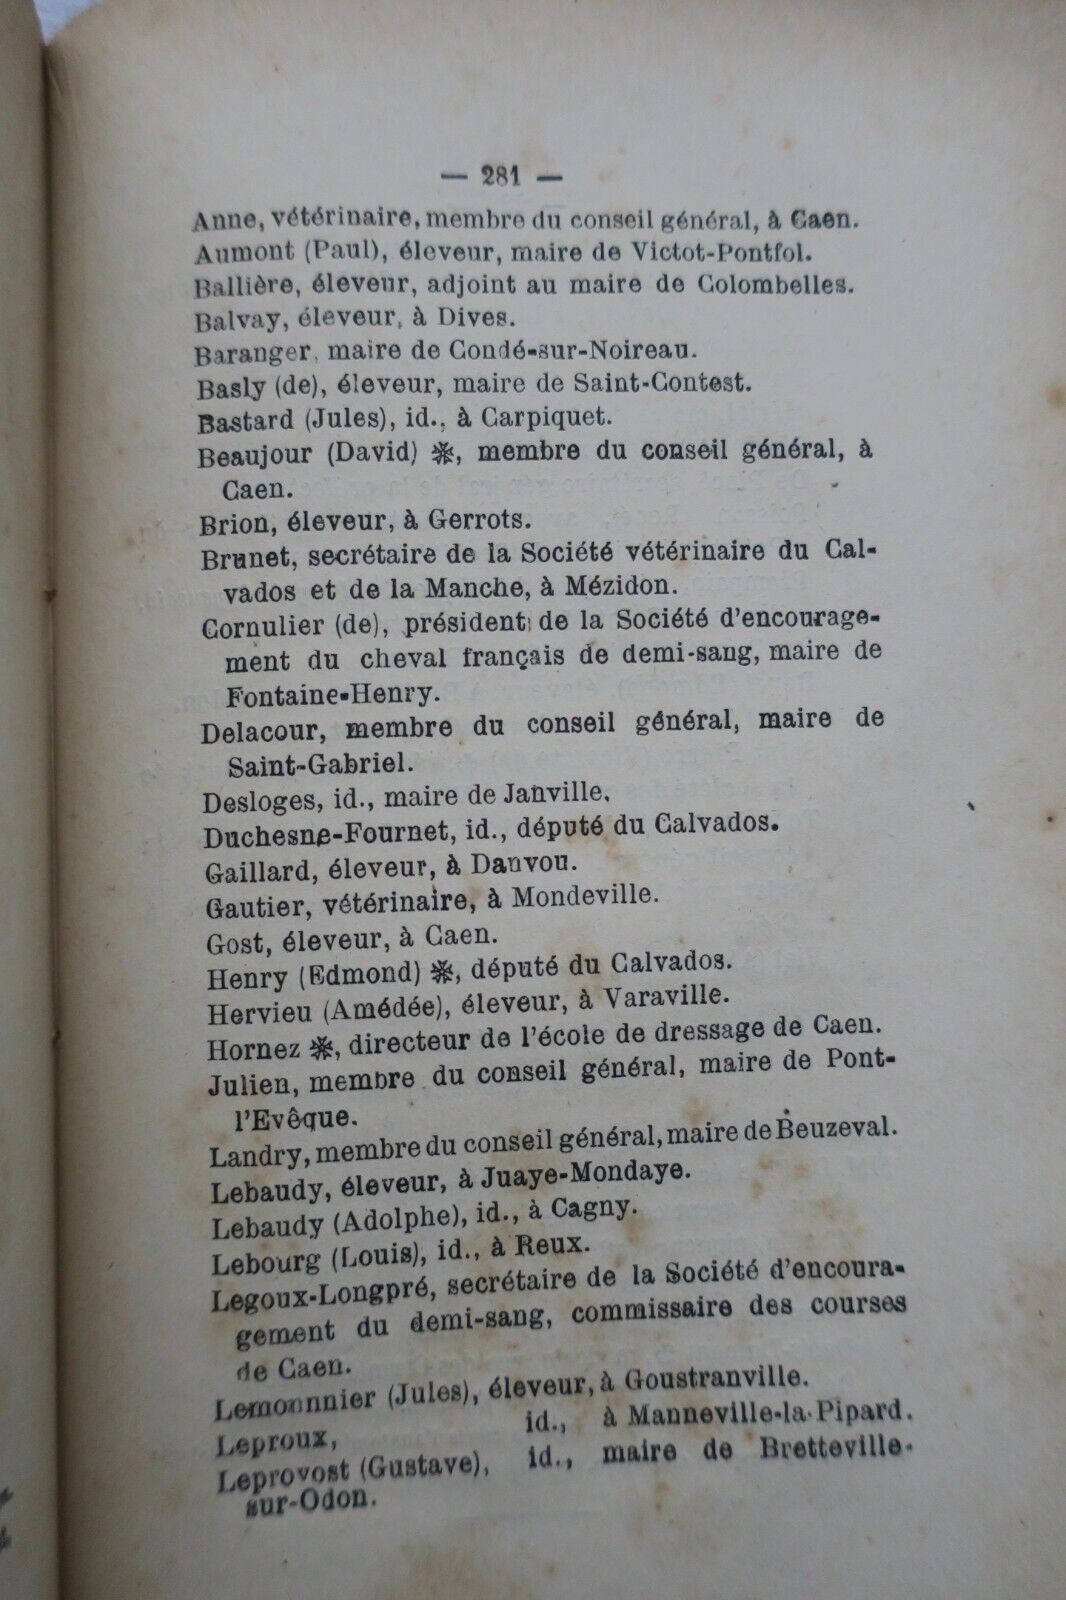 — 281 —
Anne, vétérinaire, membre du conseil général, à Caen.
Aumont (Paul), éleveur, maire de Victot-Pontfol.
Ballière, éleveur, adjoint au maire de Colombelles.
Balvay, éleveur, à Dives.
Baranger, maire de Condé-sur-Noireau.
Basly (de), éleveur, maire de Saint-Contest.
Bastard (Jules), id., à Carpiquet.
Beaujour (David) ✻, membre du conseil général, à
Caen.
Brion, éleveur, à Gerrots.
Brunet, secrétaire de la Société vétérinaire du Cal-
vados et de la Manche, à Mézidon.
Cornulier (de), président de la Société d'encourage-
ment du cheval français de demi-sang, maire de
Fontaine-Henry.
Delacour, membre du conseil général, maire de
Saint-Gabriel.
Desloges, id., maire de Janville.
Duchesne-Fournet, id., député du Calvados.
Gaillard, éleveur, à Danvou.
Gautier, vétérinaire, à Mondeville.
Gost, éleveur, à Caen.
Henry (Edmond) ✻, député du Calvados.
Hervieu (Amédée), éleveur, à Varaville.
Hornez ✻, directeur de l'école de dressage de Caen.
Julien, membre du conseil général, maire de Pont-
l'Evêque.
Landry, membre du conseil général, maire de Beuzeval.
Lebaudy, éleveur, à Juaye-Mondaye.
Lebaudy (Adolphe), id., à Cagny.
Lebourg (Louis), id., à Reux.
Legoux-Longpré, secrétaire de la Société d'encoura-
gement du demi-sang, commissaire des courses
de Caen.
Lemonnnier (Jules), éleveur, à Goustranville.
Leproux, id., à Manneville-la-Pipard.
Leprovost (Gustave), id., maire de Bretteville-
sur-Odon.